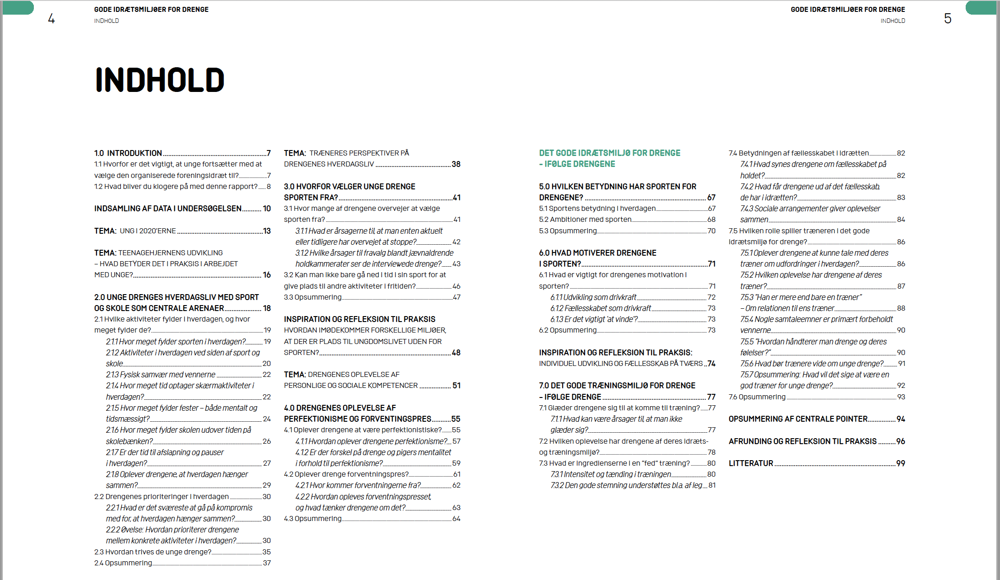 4
GODE IDRÆTSMILJØER FOR DRENGE
INDHOLD
GODE IDRÆTSMILJØER FOR DRENGE
INDHOLD
5
INDHOLD
1.0 INTRODUKTION 7
1.1 Hvorfor er det vigtigt, at unge fortsætter med at
vælge den organiserede foreningsidræt til? 7
1.2 Hvad bliver du klogere på med denne rapport? 8
INDSAMLING AF DATA I UNDERSØGELSEN 10
TEMA: UNG I 2020'ERNE 13
TEMA: TEENAGEHJERNENS UDVIKLING
– HVAD BETYDER DET I PRAKSIS I ARBEJDET
MED UNGE? 16
2.0 UNGE DRENGES HVERDAGSLIV MED SPORT
OG SKOLE SOM CENTRALE ARENAER 18
2.1 Hvilke aktiviteter fylder i hverdagen, og hvor
meget fylder de? 19
2.1.1 Hvor meget fylder sporten i hverdagen? 19
2.1.2 Aktiviteter i hverdagen ved siden af sport og
skole 20
2.1.3 Fysisk samvær med vennerne 22
2.1.4 Hvor meget tid optager skærmaktiviteter i
hverdagen? 22
2.1.5 Hvor meget fylder fester – både mentalt og
tidsmæssigt? 24
2.1.6 Hvor meget fylder skolen udover tiden på
skolebænken? 26
2.1.7 Er der tid til afslapning og pauser
i hverdagen? 27
2.1.8 Oplever drengene, at hverdagen hænger
sammen? 29
2.2 Drengenes prioriteringer i hverdagen 30
2.2.1 Hvad er det sværeste at gå på kompromis
med for, at hverdagen hænger sammen? 30
2.2.2 Øvelse: Hvordan prioriterer drengene
mellem konkrete aktiviteter i hverdagen? 30
2.3 Hvordan trives de unge drenge? 35
2.4 Opsummering 37
TEMA: TRÆNERES PERSPEKTIVER PÅ
DRENGENES HVERDAGSLIV 38
3.0 HVORFOR VÆLGER UNGE DRENGE
SPORTEN FRA? 41
3.1 Hvor mange af drengene overvejer at vælge
sporten fra? 41
3.1.1 Hvad er årsagerne til, at man enten aktuelt
eller tidligere har overvejet at stoppe? 42
3.1.2 Hvilke årsager til fravalg blandt jævnaldrende
holdkammerater ser de interviewede drenge? 43
3.2 Kan man ikke bare gå ned i tid i sin sport for at
give plads til andre aktiviteter i fritiden? 46
3.3 Opsummering 47
INSPIRATION OG REFLEKSION TIL PRAKSIS
HVORDAN IMØDEKOMMER FORSKELLIGE MILJØER,
AT DER ER PLADS TIL UNGDOMSLIVET UDEN FOR
SPORTEN? 48
TEMA: DRENGENES OPLEVELSE AF
PERSONLIGE OG SOCIALE KOMPETENCER 51
4.0 DRENGENES OPLEVELSE AF
PERFEKTIONISME OG FORVENTINGSPRES 55
4.1 Oplever drengene at være perfektionistiske? 55
4.1.1 Hvordan oplever drengene perfektionisme? 57
4.1.2 Er der forskel på drenge og pigers mentalitet
i forhold til perfektionisme? 59
4.2 Oplever drenge forventningspres? 61
4.2.1 Hvor kommer forventningerne fra? 62
4.2.2 Hvordan opleves forventningspresset,
og hvad tænker drengene om det? 63
4.3 Opsummering 64
DET GODE IDRÆTSMILJØ FOR DRENGE
– IFØLGE DRENGENE
5.0 HVILKEN BETYDNING HAR SPORTEN FOR
DRENGENE? 67
5.1 Sportens betydning i hverdagen 67
5.2 Ambitioner med sporten 68
5.3 Opsummering 70
6.0 HVAD MOTIVERER DRENGENE
I SPORTEN? 71
6.1 Hvad er vigtigt for drengenes motivation i
sporten? 71
6.1.1 Udvikling som drivkraft 72
6.1.2 Fællesskabet som drivkraft 73
6.1.3 Er det vigtigt 'at vinde'? 73
6.2 Opsummering 73
INSPIRATION OG REFLEKSION TIL PRAKSIS:
INDIVIDUEL UDVIKLING OG FÆLLESSKAB PÅ TVÆRS 74
7.0 DET GODE TRÆNINGSMILJØ FOR DRENGE
– IFØLGE DRENGE 77
7.1 Glæder drengene sig til at komme til træning? 77
7.1.1 Hvad kan være årsager til, at man ikke
glæder sig? 77
7.2 Hvilken oplevelse har drengene af deres idræts-
og træningsmiljø? 78
7.3 Hvad er ingredienserne i en "fed" træning? 80
7.3.1 Intensitet og tænding i træningen 80
7.3.2 Den gode stemning understøttes bl.a. af leg 81
7.4 Betydningen af fællesskabet i idrætten 82
7.4.1 Hvad synes drengene om fællesskabet på
holdet? 82
7.4.2 Hvad får drengene ud af det fællesskab,
de har i idrætten? 83
7.4.3 Sociale arrangementer giver oplevelser
sammen 84
7.5 Hvilken rolle spiller træneren i det gode
idrætsmiljø for drenge? 86
7.5.1 Oplever drengene at kunne tale med deres
træner om udfordringer i hverdagen? 86
7.5.2 Hvilken oplevelse har drengene af deres
træner? 87
7.5.3 "Han er mere end bare en træner"
– Om relationen til ens træner 88
7.5.4 Nogle samtaleemner er primært forbeholdt
vennerne 90
7.5.5 "Hvordan håndterer man drenge og deres
følelser?" 90
7.5.6 Hvad bør trænere vide om unge drenge? 91
7.5.7 Opsummering: Hvad vil det sige at være en
god træner for unge drenge? 92
7.6 Opsummering 93
OPSUMMERING AF CENTRALE POINTER 94
AFRUNDING OG REFLEKSION TIL PRAKSIS 96
LITTERATUR 99